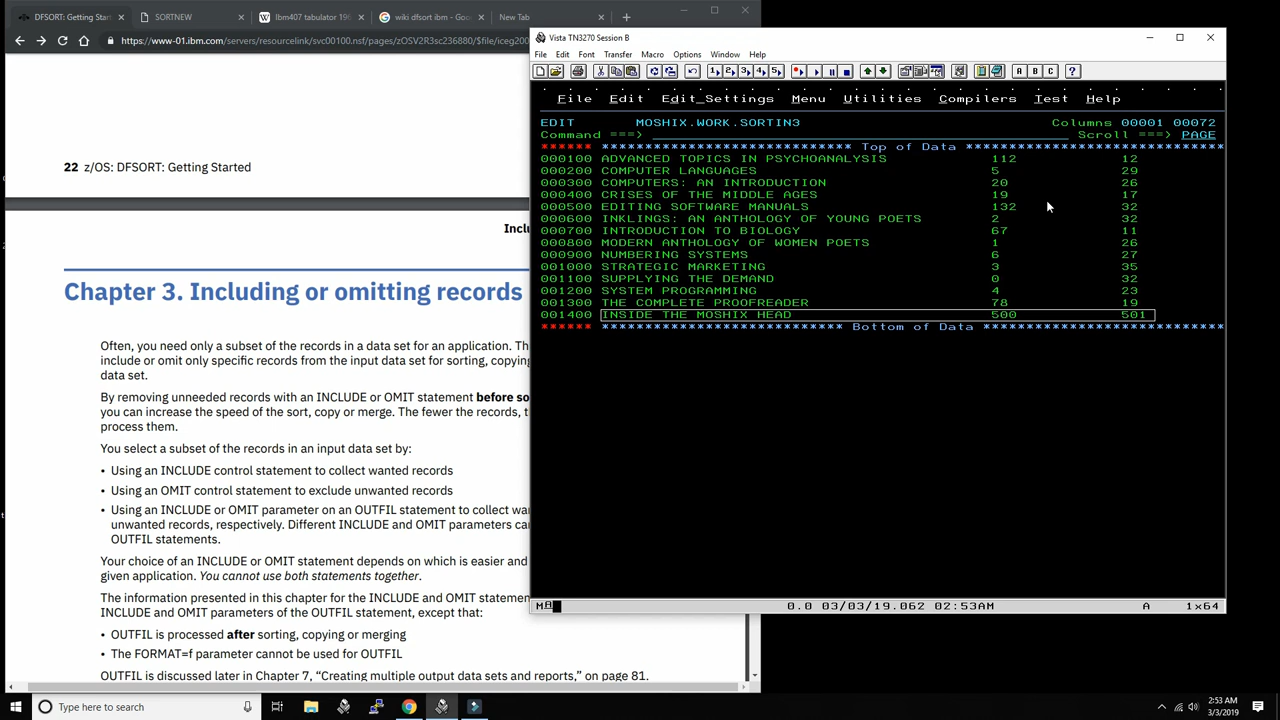 DFSORT: Getting Star
SORTNEW
Ibm407 tabulator 195
wiki dfsort ibm - Goo
New Tab
https://www-01.ibm.com/servers/resourcelink/svc00100.nsf/pages/zOSV2R3sc236880/$file/iceg200
22 z/OS: DFSORT: Getting Started
Inclu
Chapter 3. Including or omitting records
Often, you need only a subset of the records in a data set for an application. Th
include or omit only specific records from the input data set for sorting, copying
data set.
By removing unneeded records with an INCLUDE or OMIT statement before so
you can increase the speed of the sort, copy or merge. The fewer the records, t
process them.
You select a subset of the records in an input data set by:
• Using an INCLUDE control statement to collect wanted records
• Using an OMIT control statement to exclude unwanted records
• Using an INCLUDE or OMIT parameter on an OUTFIL statement to collect wa
unwanted records, respectively. Different INCLUDE and OMIT parameters ca
OUTFIL statements.
Your choice of an INCLUDE or OMIT statement depends on which is easier and
given application. You cannot use both statements together.
The information presented in this chapter for the INCLUDE and OMIT statem
INCLUDE and OMIT parameters of the OUTFIL statement, except that:
• OUTFIL is processed after sorting, copying or merging
• The FORMAT=f parameter cannot be used for OUTFIL
OUTFIL is discussed later in Chapter 7, “Creating multiple output data sets and reports,” on page 81.
Vista TN3270 Session B
File Edit Font Transfer Macro Options Window Help
1 2 3 4 5 A B C ?
File Edit Edit_Settings Menu Utilities Compilers Test Help
EDIT MOSHIX.WORK.SORTIN3 Columns 00001 00072
Command ===> Scroll ===> PAGE
****** *************************** Top of Data ****************************
000100 ADVANCED TOPICS IN PSYCHOANALYSIS 112 12
000200 COMPUTER LANGUAGES 5 29
000300 COMPUTERS: AN INTRODUCTION 20 26
000400 CRISES OF THE MIDDLE AGES 19 17
000500 EDITING SOFTWARE MANUALS 132 32
000600 INKLINGS: AN ANTHOLOGY OF YOUNG POETS 2 32
000700 INTRODUCTION TO BIOLOGY 67 11
000800 MODERN ANTHOLOGY OF WOMEN POETS 1 26
000900 NUMBERING SYSTEMS 6 27
001000 STRATEGIC MARKETING 3 35
001100 SUPPLYING THE DEMAND 0 32
001200 SYSTEM PROGRAMMING 4 23
001300 THE COMPLETE PROOFREADER 78 19
001400 INSIDE THE MOSHIX HEAD 500 501
****** *************************** Bottom of Data ****************************
MA 0.0 03/03/19.062 02:53AM A 1x64
Type here to search
2:53 AM
3/3/2019